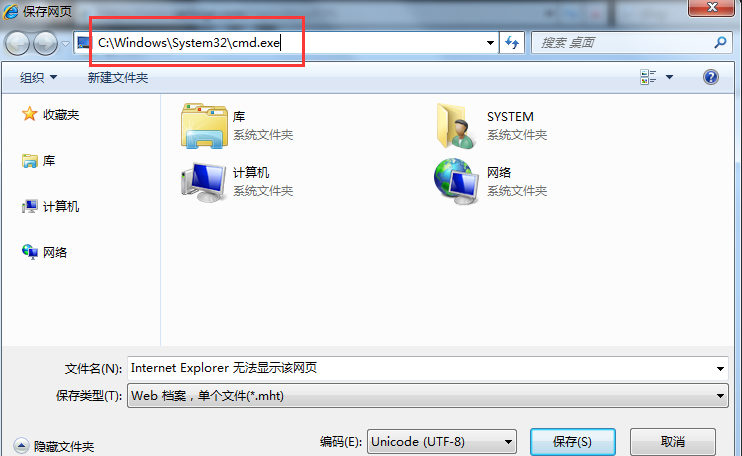 保存网页
C:\Windows\System32\cmd.exe
搜索 桌面
组织
新建文件夹
收藏夹
库
计算机
网络
库
系统文件夹
SYSTEM
系统文件夹
计算机
系统文件夹
网络
系统文件夹
文件名(N): Internet Explorer 无法显示该网页
保存类型(T): Web 档案，单个文件(*.mht)
隐藏文件夹
编码(E): Unicode (UTF-8)
保存(S)
取消